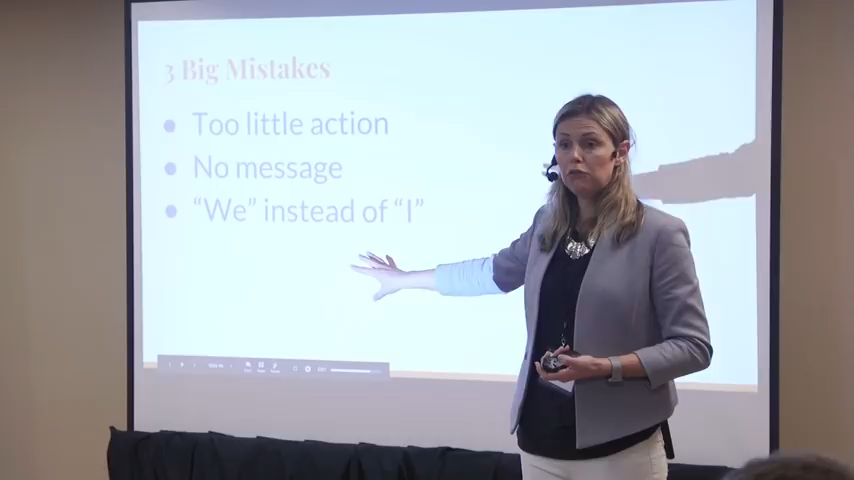 3 Big Mistakes
● Too little action
● No message
● “We” instead of “I”